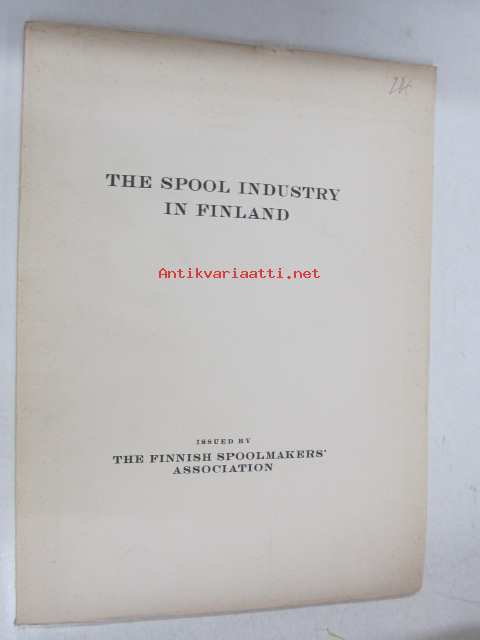 THE SPOOL INDUSTRY
IN FINLAND
Antikvariaatti.net
ISSUED BY
THE FINNISH SPOOLMAKERS'
ASSOCIATION